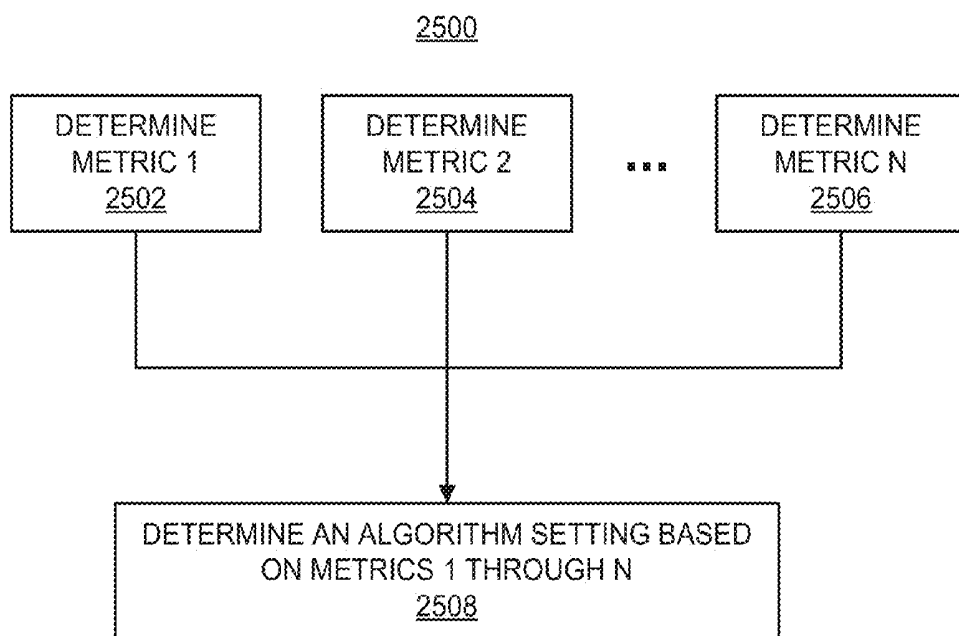 2500
DETERMINE
METRIC 1
2502
DETERMINE
METRIC 2
2504
...
DETERMINE
METRIC N
2506
DETERMINE AN ALGORITHM SETTING BASED
ON METRICS 1 THROUGH N
2508